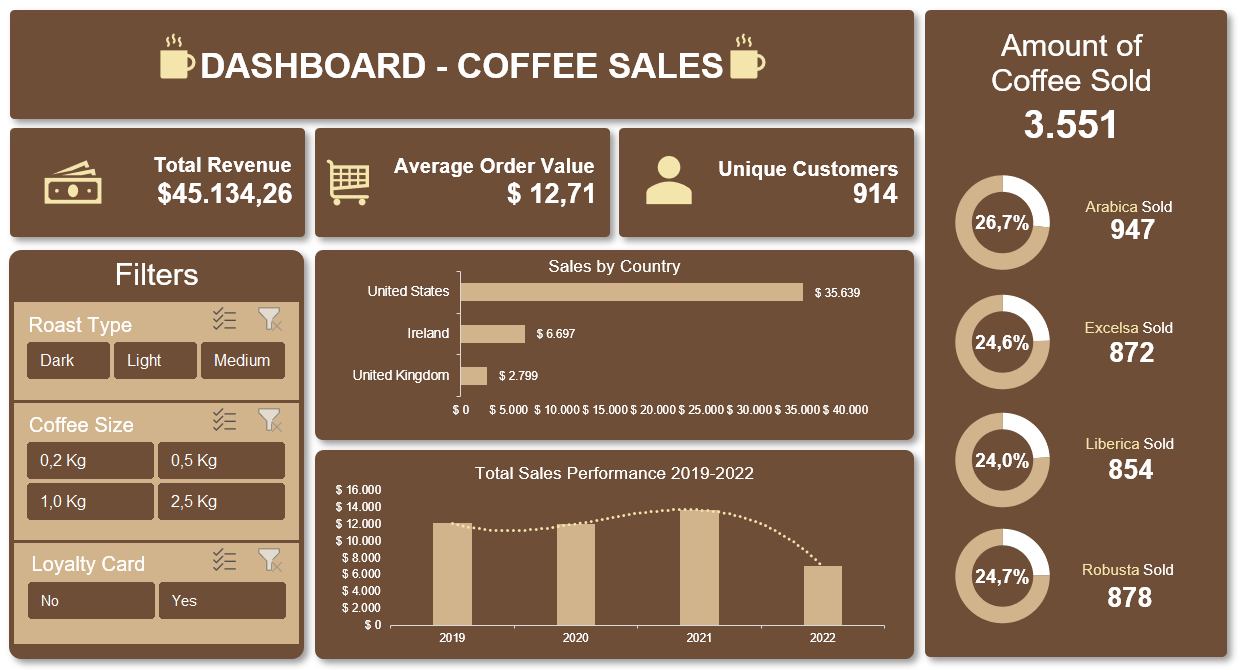 DASHBOARD - COFFEE SALES
Total Revenue
$45.134,26
Average Order Value
$ 12,71
Unique Customers
914
Filters
Roast Type
Dark
Light
Medium
Coffee Size
0,2 Kg
0,5 Kg
1,0 Kg
2,5 Kg
Loyalty Card
No
Yes
Sales by Country
United States
$ 35.639
Ireland
$ 6.697
United Kingdom
$ 2.799
$ 0 $ 5.000 $ 10.000 $ 15.000 $ 20.000 $ 25.000 $ 30.000 $ 35.000 $ 40.000
Total Sales Performance 2019-2022
$ 16.000
$ 14.000
$ 12.000
$ 10.000
$ 8.000
$ 6.000
$ 4.000
$ 2.000
$ 0
2019 2020 2021 2022
Amount of
Coffee Sold
3.551
26,7%
Arabica Sold
947
24,6%
Excelsa Sold
872
24,0%
Liberica Sold
854
24,7%
Robusta Sold
878